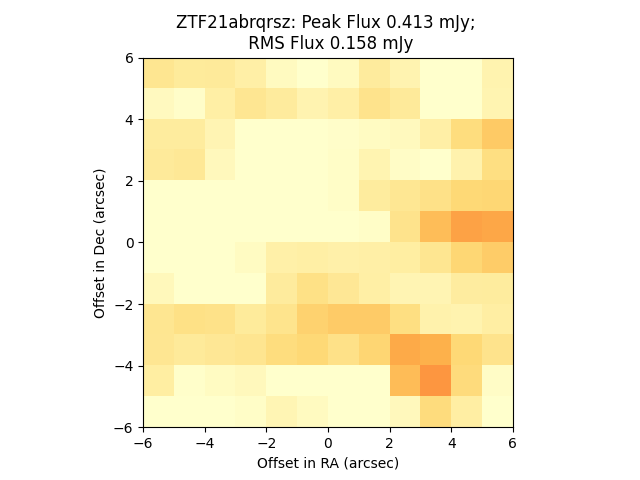 ZTF21abrqrsz: Peak Flux 0.413 mJy;
RMS Flux 0.158 mJy
6
4
2
0
−2
−4
−6
Offset in Dec (arcsec)
−6 −4 −2 0 2 4 6
Offset in RA (arcsec)